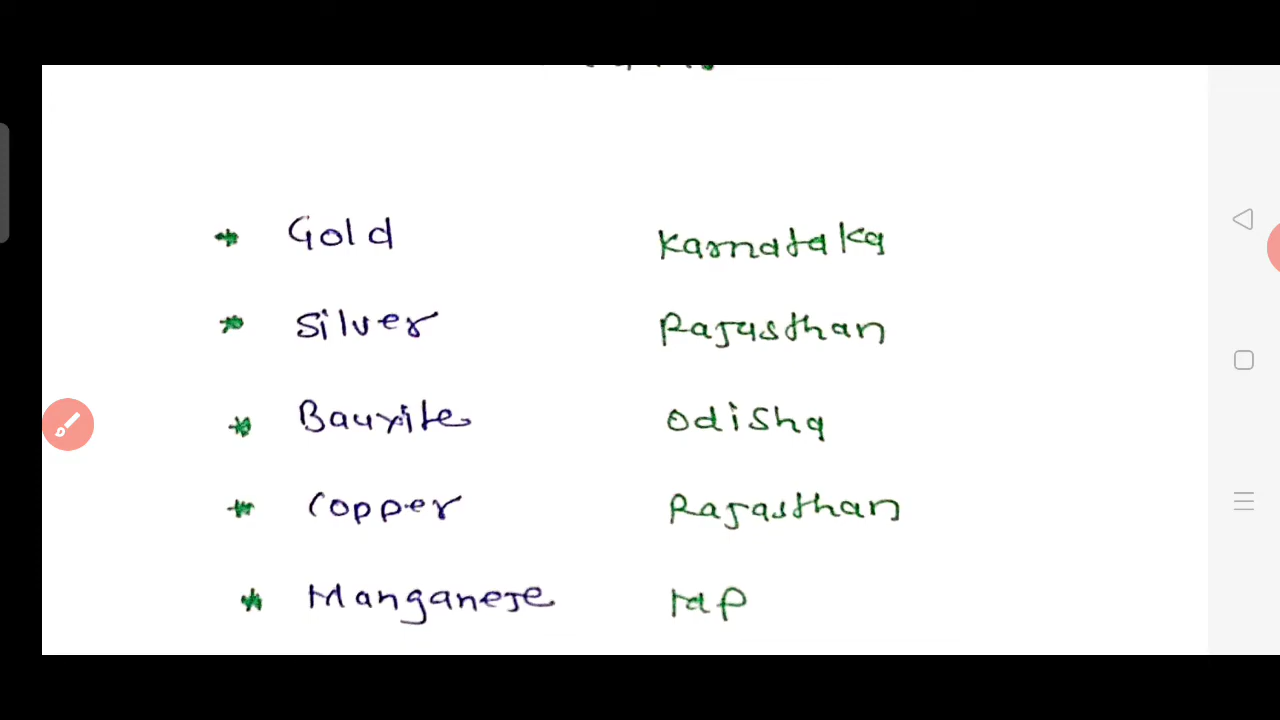 Gold Karnataka
Silver Rajasthan
Bauxite Odisha
Copper Rajasthan
Manganese MP